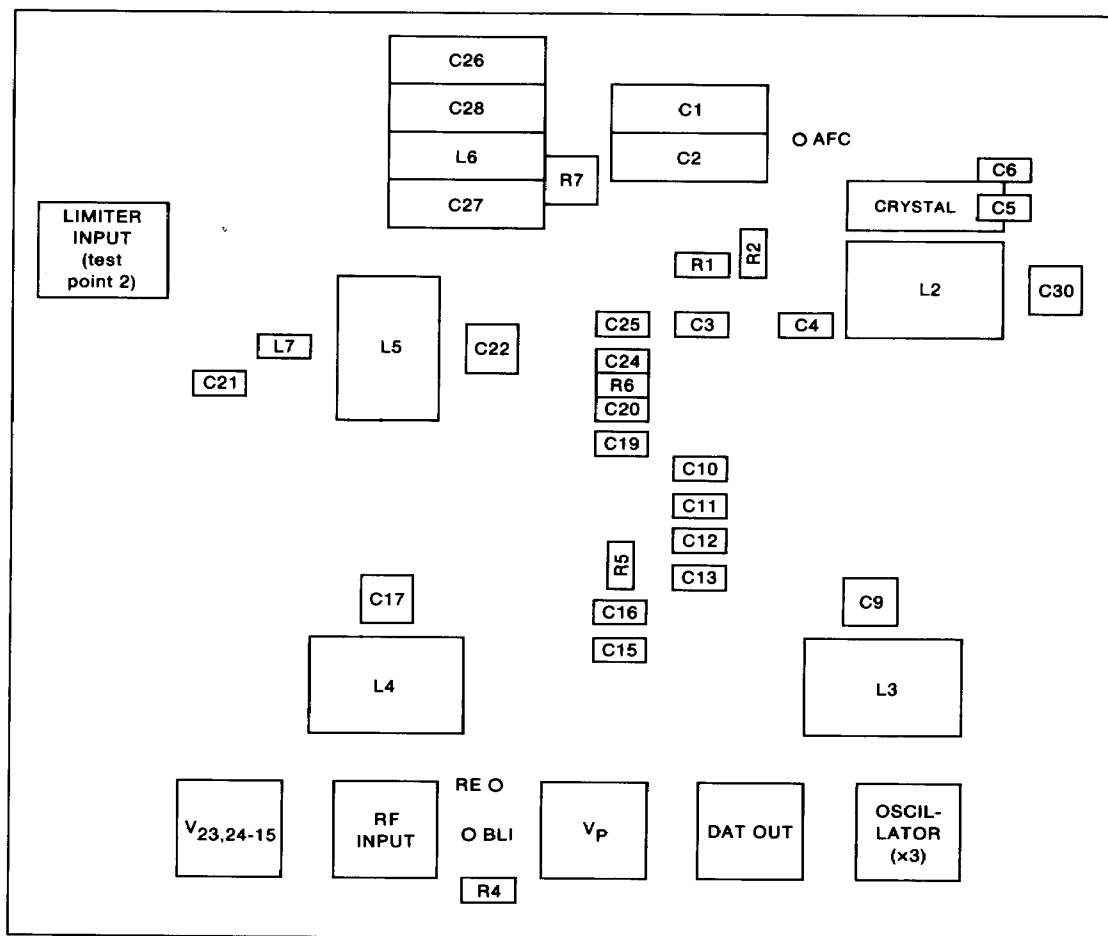 C26
C28
C1
AFC
L6
C2
R7
C6
C27
CRYSTAL
C5
LIMITER
INPUT
(test
point 2)
R1
R2
L2
C30
C25
C3
C4
L7
L5
C22
C24
C21
R6
C20
C19
C10
C11
C12
R5
C13
C17
C9
C16
C15
L4
L3
RE
V23,24-15
RF
INPUT
BLI
VP
DAT OUT
OSCIL-
LATOR
(×3)
R4